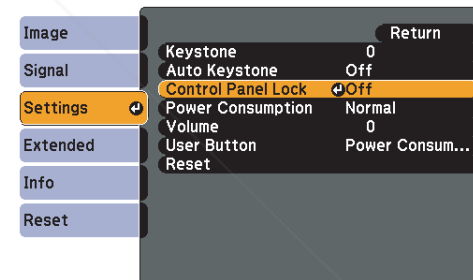 Image
Signal
Settings
Extended
Info
Reset
Return
Keystone 0
Auto Keystone Off
Control Panel Lock Off
Power Consumption Normal
Volume 0
User Button Power Consum...
Reset